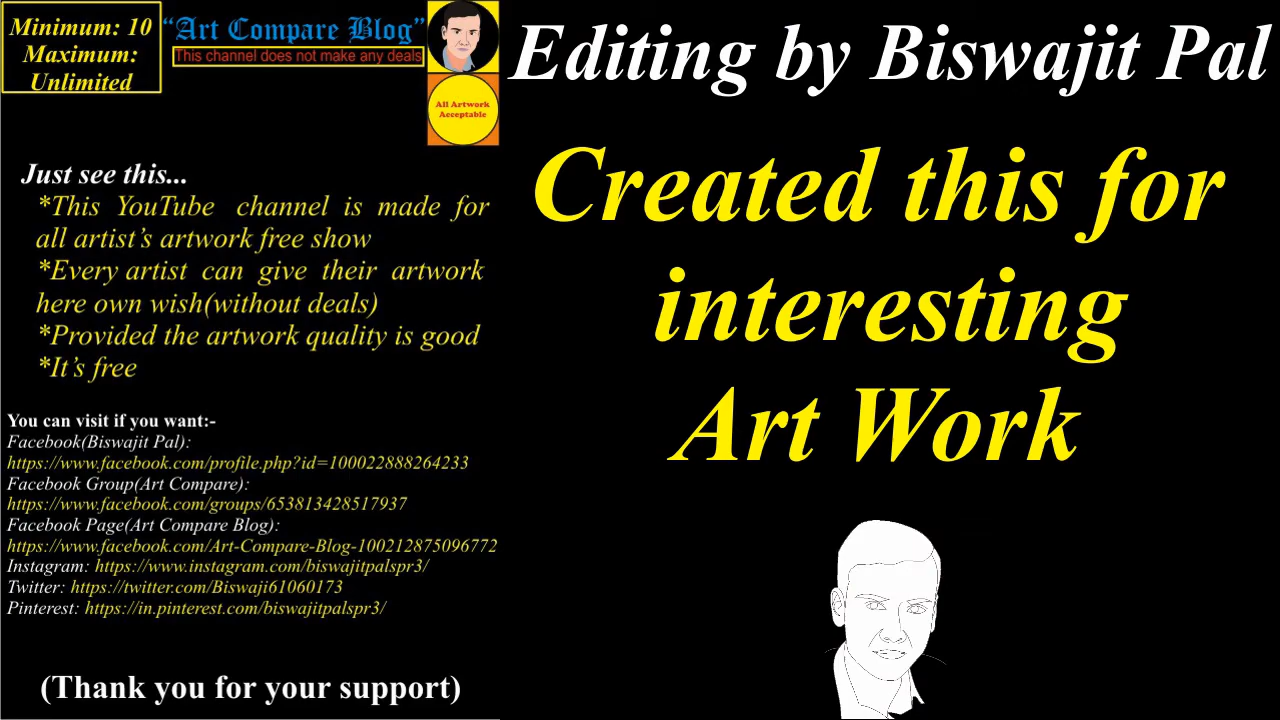 Minimum: 10
Maximum:
Unlimited
“Art Compare Blog”
This channel does not make any deals
All Artwork
Acceptable
Just see this...
*This YouTube channel is made for
all artist’s artwork free show
*Every artist can give their artwork
here own wish(without deals)
*Provided the artwork quality is good
*It’s free
You can visit if you want:-
Facebook(Biswajit Pal):
https://www.facebook.com/profile.php?id=100022888264233
Facebook Group(Art Compare):
https://www.facebook.com/groups/653813428517937
Facebook Page(Art Compare Blog):
https://www.facebook.com/Art-Compare-Blog-100212875096772
Instagram: https://www.instagram.com/biswajitpalspr3/
Twitter: https://twitter.com/Biswaji61060173
Pinterest: https://in.pinterest.com/biswajitpalspr3/
(Thank you for your support)
Editing by Biswajit Pal
Created this for
interesting
Art Work